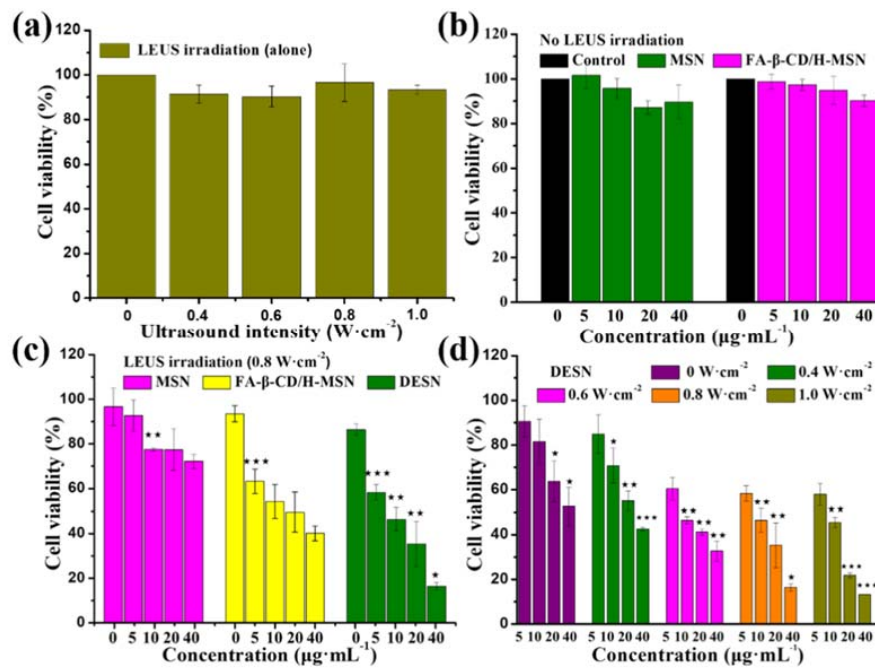 (a)
LEUS irradiation (alone)
Cell viability (%)
120
100
80
60
40
20
0
0 0.4 0.6 0.8 1.0
Ultrasound intensity (W·cm⁻²)
(b)
No LEUS irradiation
Control MSN FA-β-CD/H-MSN
Cell viability (%)
120
100
80
60
40
20
0
0 5 10 20 40 0 5 10 20 40
Concentration (μg·mL⁻¹)
(c)
LEUS irradiation (0.8 W·cm⁻²)
MSN FA-β-CD/H-MSN DESN
Cell viability (%)
120
100
80
60
40
20
0
★★ ★★★ ★★★ ★★ ★★ ★
0 5 10 20 40 0 5 10 20 40 0 5 10 20 40
Concentration (μg·mL⁻¹)
(d)
DESN 0 W·cm⁻² 0.4 W·cm⁻²
0.6 W·cm⁻² 0.8 W·cm⁻² 1.0 W·cm⁻²
Cell viability (%)
120
100
80
60
40
20
0
★ ★ ★ ★★ ★★★ ★★ ★★ ★★ ★★ ★★ ★ ★★ ★★★ ★★★
5 10 20 40 5 10 20 40 5 10 20 40 5 10 20 40 5 10 20 40
Concentration (μg·mL⁻¹)